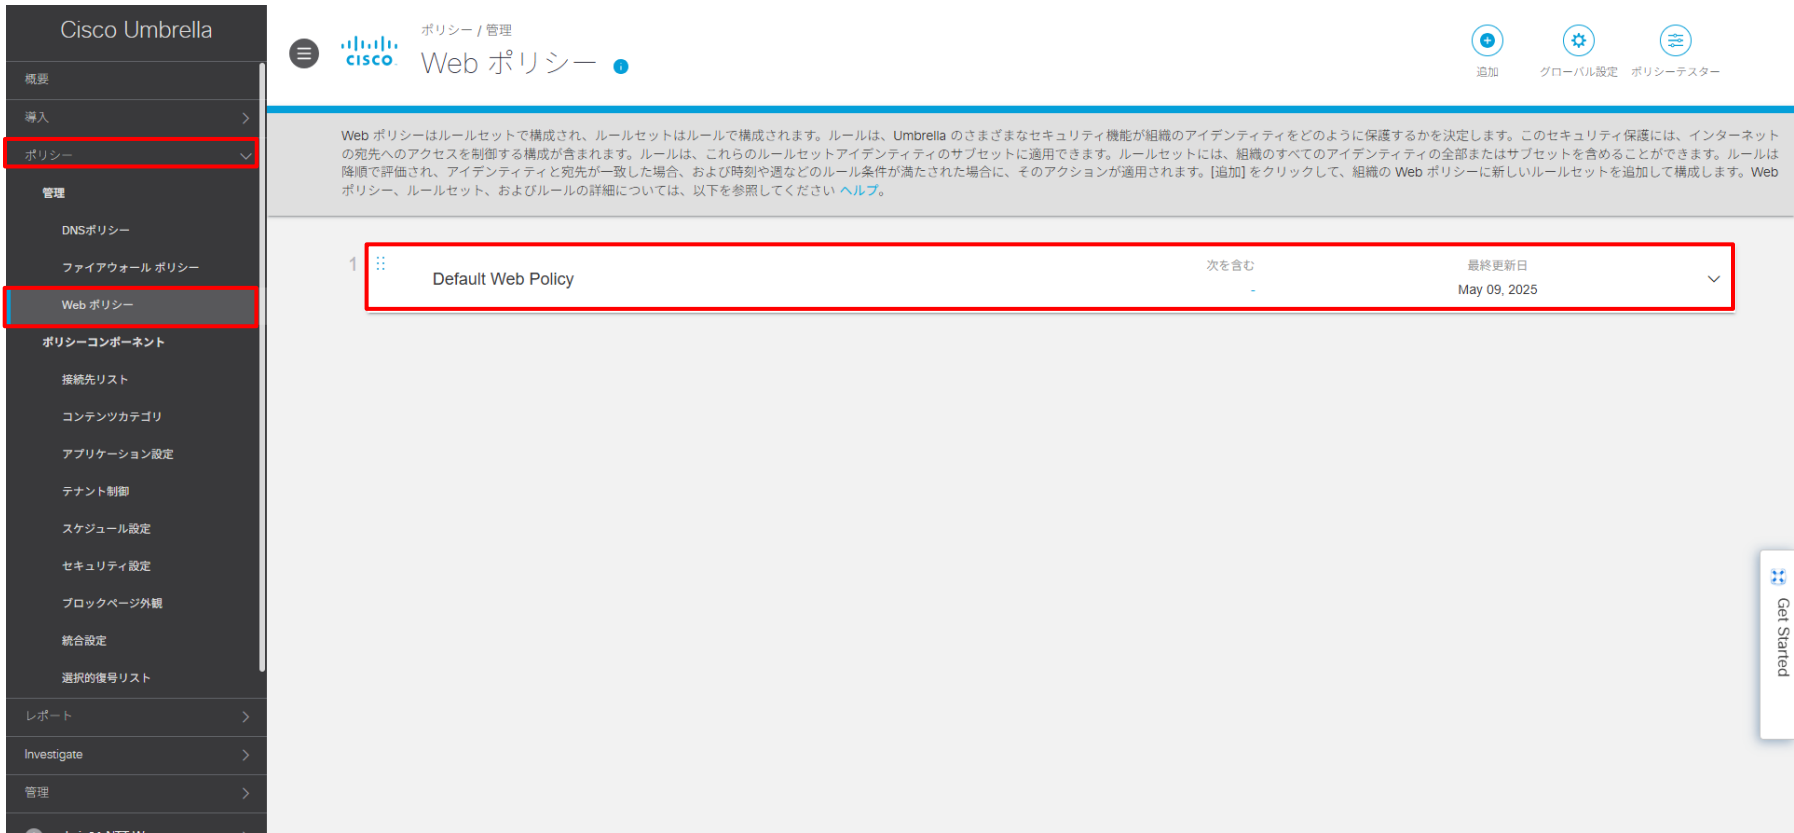 Cisco Umbrella
概要
導入
ポリシー
管理
DNSポリシー
ファイアウォール ポリシー
Web ポリシー
ポリシーコンポーネント
接続先リスト
コンテンツカテゴリ
アプリケーション設定
テナント制御
スケジュール設定
セキュリティ設定
ブロックページ外観
統合設定
選択的復号リスト
レポート
Investigate
管理
CISCO
ポリシー / 管理
Web ポリシー
追加
グローバル設定
ポリシーテスター
Web ポリシーはルールセットで構成され、ルールセットはルールで構成されます。ルールは、Umbrella のさまざまなセキュリティ機能が組織のアイデンティティをどのように保護するかを決定します。このセキュリティ保護には、インターネット
の宛先へのアクセスを制御する構成が含まれます。ルールは、これらのルールセットアイデンティティのサブセットに適用できます。ルールセットには、組織のすべてのアイデンティティの全部またはサブセットを含めることができます。ルールは
降順で評価され、アイデンティティと宛先が一致した場合、および時刻や週などのルール条件が満たされた場合に、そのアクションが適用されます。[追加] をクリックして、組織の Web ポリシーに新しいルールセットを追加して構成します。Web
ポリシー、ルールセット、およびルールの詳細については、以下を参照してください ヘルプ。
1
Default Web Policy
次を含む
-
最終更新日
May 09, 2025
Get Started